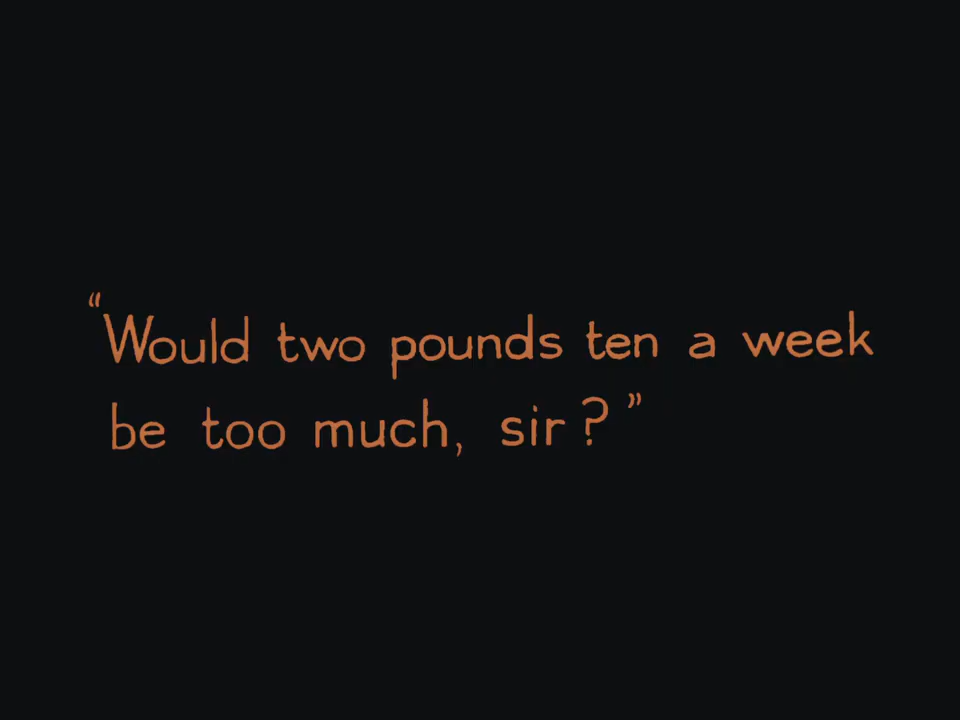 “Would two pounds ten a week
be too much, sir?”